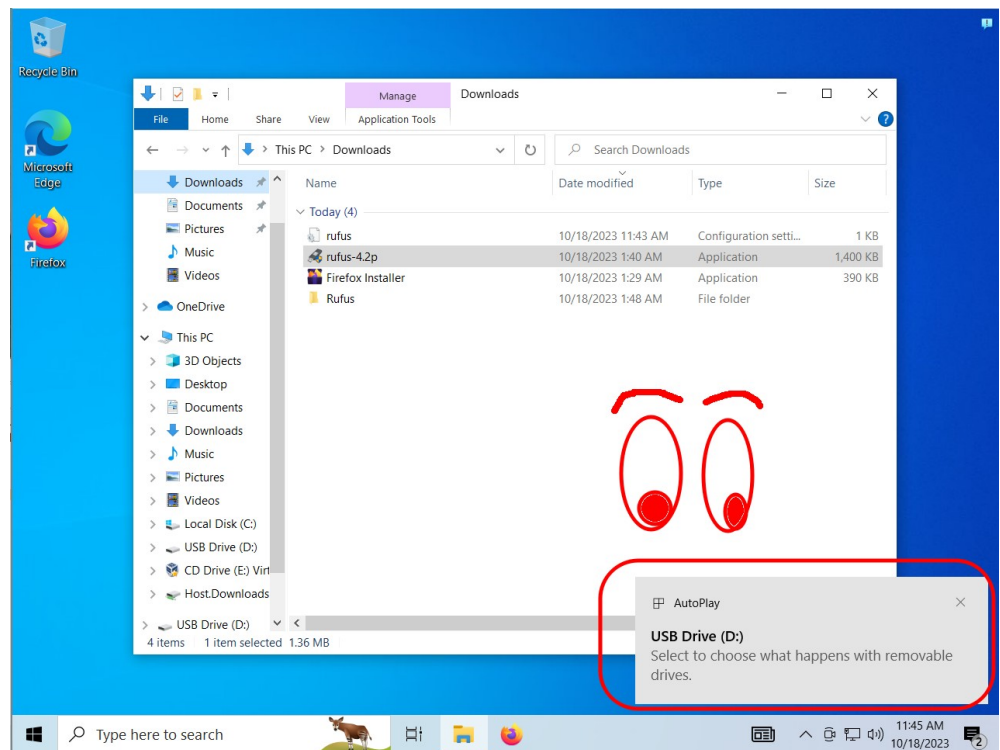 Recycle Bin
Microsoft
Edge
Firefox
Manage
Downloads
File Home Share View Application Tools
This PC > Downloads
Search Downloads
Name Date modified Type Size
Today (4)
rufus 10/18/2023 11:43 AM Configuration setti... 1 KB
rufus-4.2p 10/18/2023 1:40 AM Application 1,400 KB
Firefox Installer 10/18/2023 1:29 AM Application 390 KB
Rufus 10/18/2023 1:48 AM File folder
Downloads
Documents
Pictures
Music
Videos
OneDrive
This PC
3D Objects
Desktop
Documents
Downloads
Music
Pictures
Videos
Local Disk (C:)
USB Drive (D:)
CD Drive (E:) Virt
Host.Downloads
USB Drive (D:)
4 items 1 item selected 1.36 MB
AutoPlay
USB Drive (D:)
Select to choose what happens with removable
drives.
Type here to search
11:45 AM
10/18/2023
2